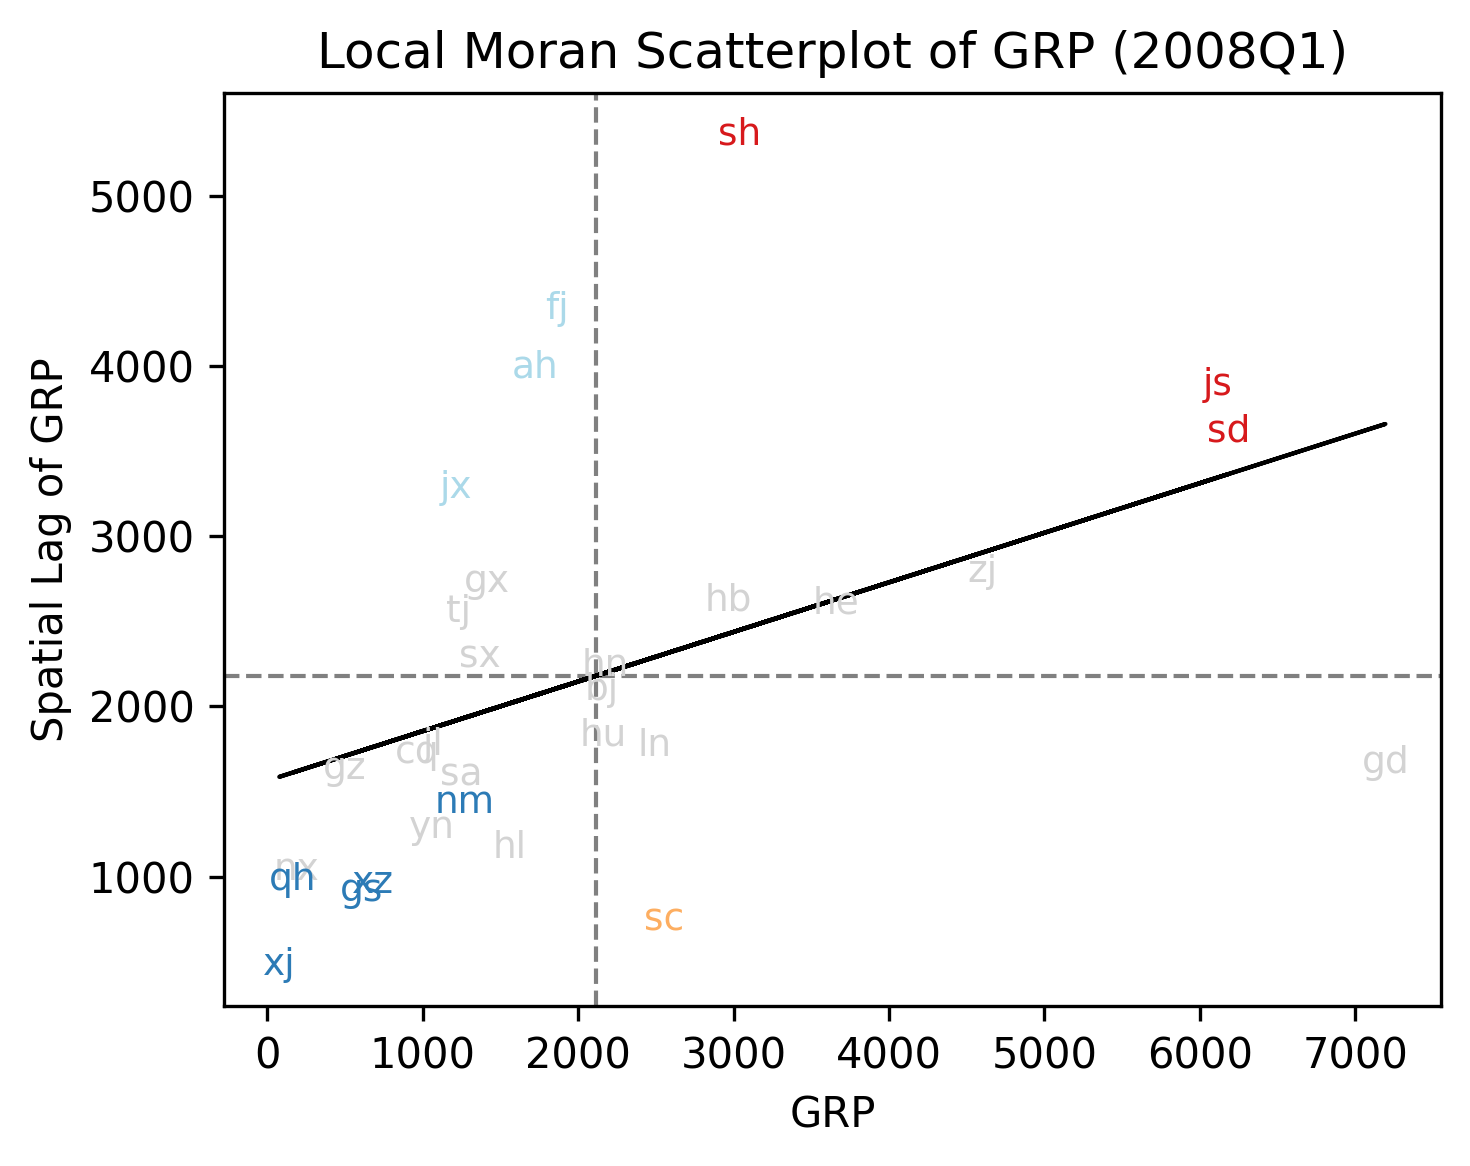 Local Moran Scatterplot of GRP (2008Q1)
Spatial Lag of GRP
5000
4000
3000
2000
1000
sh
fj
ah
js
sd
jx
gx
zj
tj
hb
he
sx
hn
bj
hu
ln
cq
jl
gz
sa
gd
nm
yn
hl
nx
qh
gs
xz
sc
xj
0 1000 2000 3000 4000 5000 6000 7000
GRP